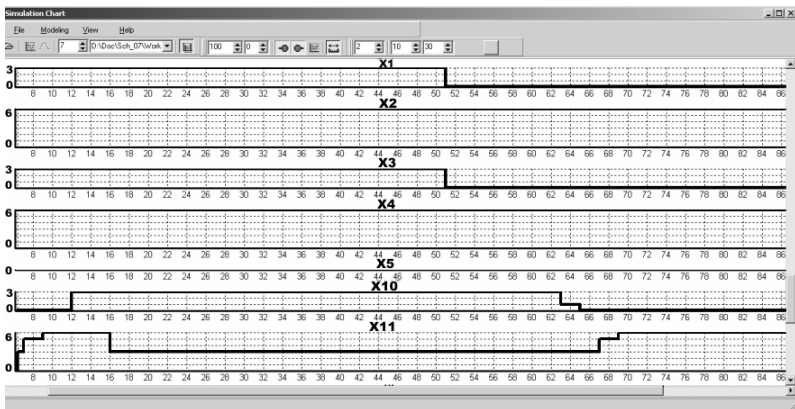 Simulation Chart
File Modeling View Help
7 D:\Doc\Sch_07\Work 100 0 2 10 30
X1
3
0
8 10 12 14 16 18 20 22 24 26 28 30 32 34 36 38 40 42 44 46 48 50 52 54 56 58 60 62 64 66 68 70 72 74 76 78 80 82 84 86
X2
6
0
8 10 12 14 16 18 20 22 24 26 28 30 32 34 36 38 40 42 44 46 48 50 52 54 56 58 60 62 64 66 68 70 72 74 76 78 80 82 84 86
X3
3
0
8 10 12 14 16 18 20 22 24 26 28 30 32 34 36 38 40 42 44 46 48 50 52 54 56 58 60 62 64 66 68 70 72 74 76 78 80 82 84 86
X4
6
0
8 10 12 14 16 18 20 22 24 26 28 30 32 34 36 38 40 42 44 46 48 50 52 54 56 58 60 62 64 66 68 70 72 74 76 78 80 82 84 86
X5
0
8 10 12 14 16 18 20 22 24 26 28 30 32 34 36 38 40 42 44 46 48 50 52 54 56 58 60 62 64 66 68 70 72 74 76 78 80 82 84 86
X10
3
0
8 10 12 14 16 18 20 22 24 26 28 30 32 34 36 38 40 42 44 46 48 50 52 54 56 58 60 62 64 66 68 70 72 74 76 78 80 82 84 86
X11
6
0
8 10 12 14 16 18 20 22 24 26 28 30 32 34 36 38 40 42 44 46 48 50 52 54 56 58 60 62 64 66 68 70 72 74 76 78 80 82 84 86